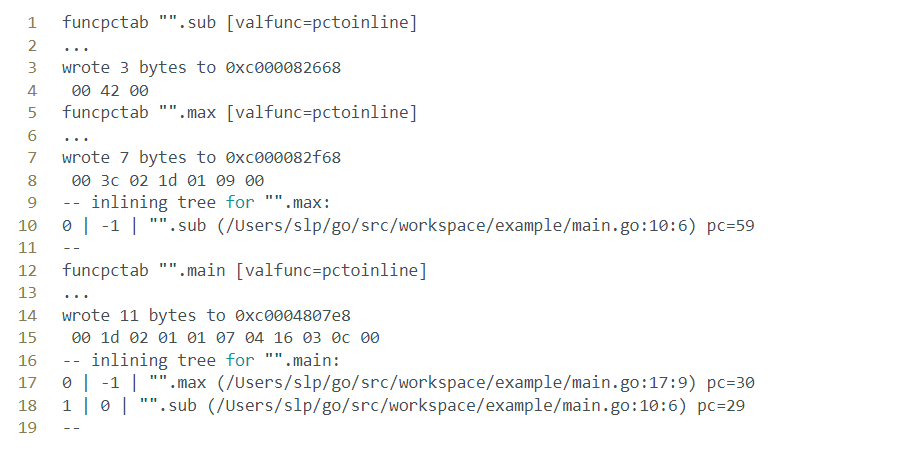 1 funcpctab "".sub [valfunc=pctoinline]
2 ...
3 wrote 3 bytes to 0xc000082668
4  00 42 00
5 funcpctab "".max [valfunc=pctoinline]
6 ...
7 wrote 7 bytes to 0xc000082f68
8  00 3c 02 1d 01 09 00
9 -- inlining tree for "".max:
10 0 | -1 | "".sub (/Users/slp/go/src/workspace/example/main.go:10:6) pc=59
11 --
12 funcpctab "".main [valfunc=pctoinline]
13 ...
14 wrote 11 bytes to 0xc0004807e8
15  00 1d 02 01 01 07 04 16 03 0c 00
16 -- inlining tree for "".main:
17 0 | -1 | "".max (/Users/slp/go/src/workspace/example/main.go:17:9) pc=30
18 1 | 0 | "".sub (/Users/slp/go/src/workspace/example/main.go:10:6) pc=29
19 --